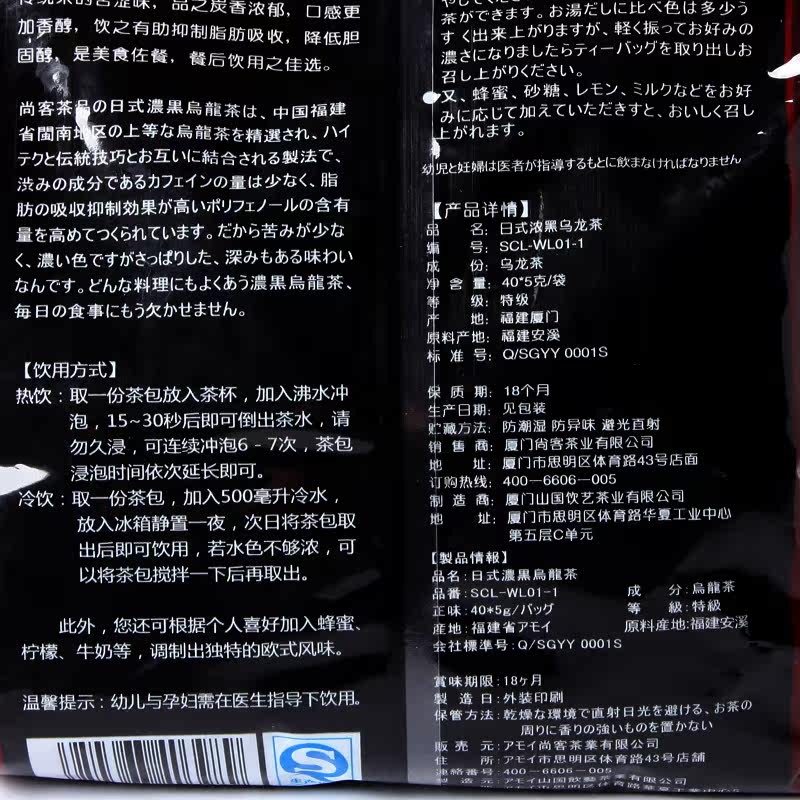 传统茶的苦涩味，品之炭香浓郁，口感更
加香醇，饮之有助抑制脂肪吸收，降低胆
固醇，是美食佐餐，餐后饮用之佳选。
尚客茶品の日式濃黒烏龍茶は、中国福建
省閩南地区の上等な烏龍茶を精選され、ハイ
テクと伝統技巧とお互いに結合される製法で、
渋みの成分であるカフェインの量は少なく、脂
肪の吸収抑制効果が高いポリフェノールの含有
量を高めてつくられています。だから苦みが少な
く、濃い色ですがさっぱりした、深みもある味わい
なんです。どんな料理にもよくあう濃黒烏龍茶、
毎日の食事にもう欠かせません。
【饮用方式】
热饮：取一份茶包放入茶杯，加入沸水冲
泡，15~30秒后即可倒出茶水，请
勿久浸，可连续冲泡6-7次，茶包
浸泡时间依次延长即可。
冷饮：取一份茶包，加入500毫升冷水，
放入冰箱静置一夜，次日将茶包取
出后即可饮用，若水色不够浓，可
以将茶包搅拌一下后再取出。
此外，您还可根据个人喜好加入蜂蜜、
柠檬、牛奶等，调制出独特的欧式风味。
温馨提示：幼儿与孕妇需在医生指导下饮用。
茶ができます。お湯だしに比べ色は多少う
すく出来上がりますが、軽く振ってお好みの
濃さになりましたらティーバッグを取り出しお
召し上がりください。
又、蜂蜜、砂糖、レモン、ミルクなどをお好
みに応じて加えていただきますと、おいしく召し
上がれます。
幼児と妊婦は医者が指導するもとに飲まなければなりません
【产品详情】
品名：日式浓黑乌龙茶
编号：SCL-WL01-1
成份：乌龙茶
净含量：40*5克/袋
等级：特级
产地：福建厦门
原料产地：福建安溪
标准号：Q/SGYY 0001S
保质期：18个月
生产日期：见包装
贮藏方法：防潮湿 防异味 避光直射
销售商：厦门尚客茶业有限公司
地址：厦门市思明区体育路43号店面
订购热线：400-6606-005
制造商：厦门山国饮艺茶业有限公司
地址：厦门市思明区体育路华夏工业中心
第五层C单元
【製品情報】
品名：日式濃黒烏龍茶
品番：SCL-WL01-1 成分：烏龍茶
正味：40*5g/バッグ 等級：特級
産地：福建省アモイ 原料産地：福建安溪
会社標準号：Q/SGYY 0001S
賞味期限：18ヶ月
製造日：外装印刷
保管方法：乾燥な環境で直射日光を避ける、お茶の
周りに香りの強いものを置かない
販売元：アモイ尚客茶業有限公司
住所：アモイ市思明区体育路43号店舗
連絡番号：400-6606-005
製造元：アモイ山国飲藝茶業有限公司